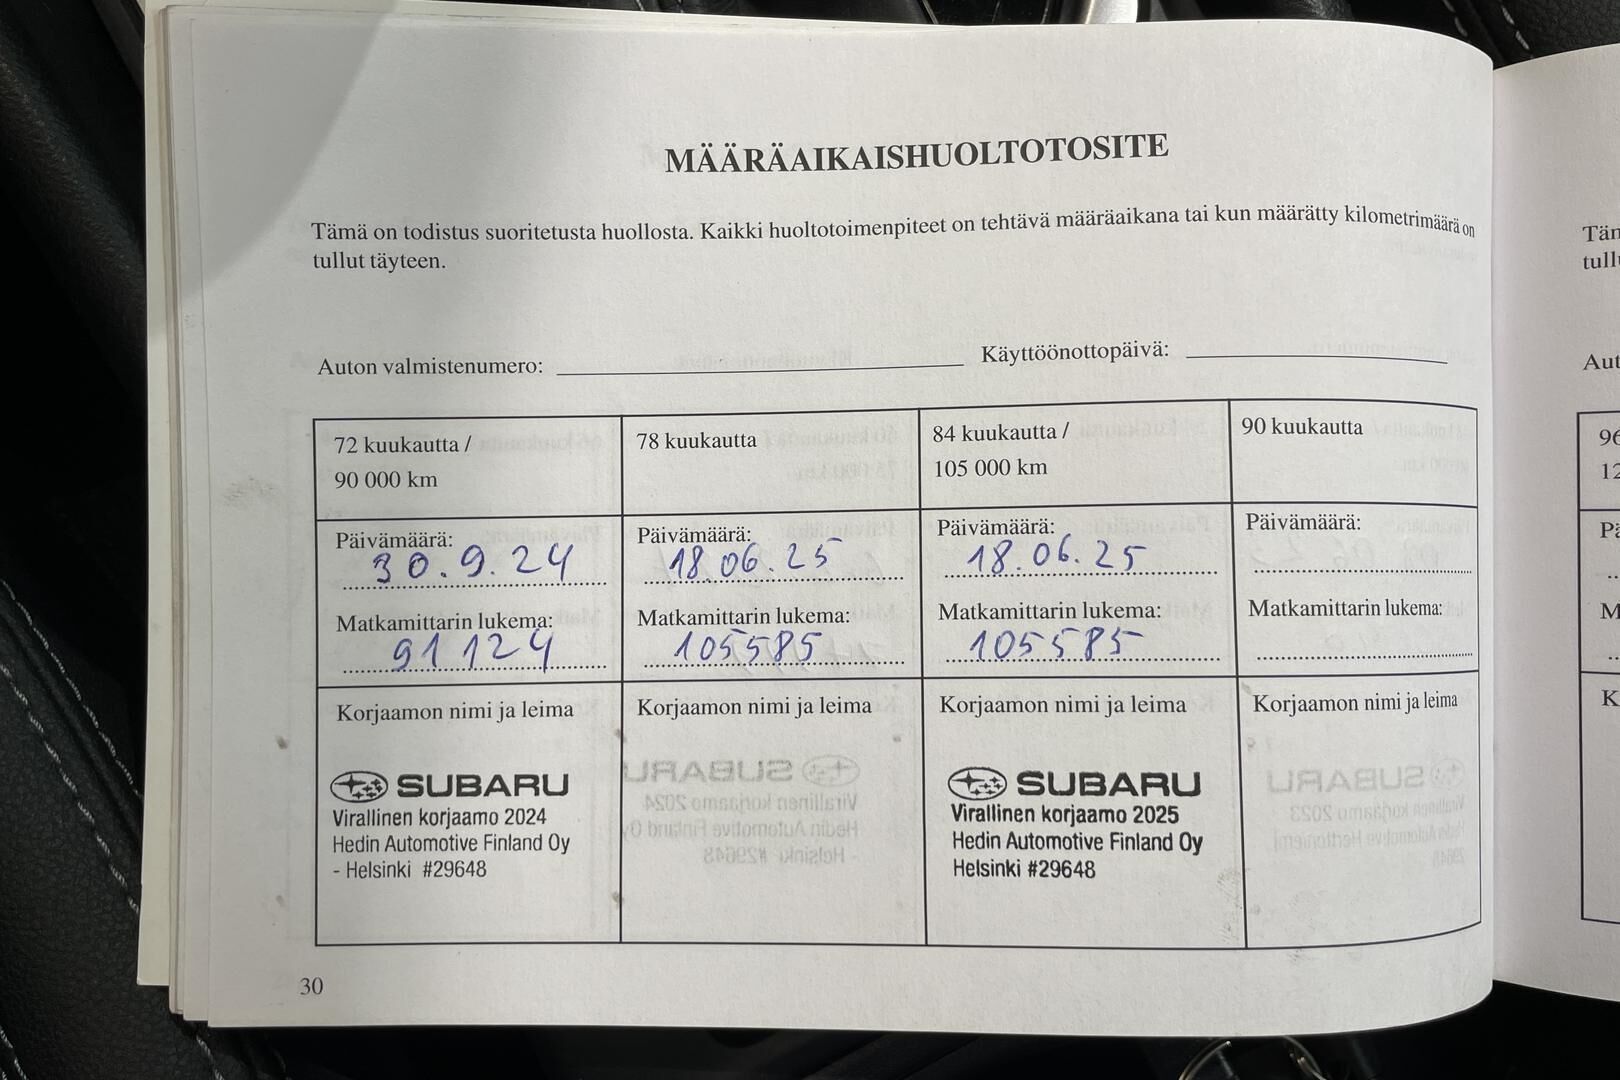 MÄÄRÄAIKAISHUOLTOTOSITE
Tämä on todistus suoritetusta huollosta. Kaikki huoltotoimenpiteet on tehtävä määräaikana tai kun määrätty kilometrimäärä on
tullut täyteen.
Auton valmistenumero:
Käyttöönottopäivä:
72 kuukautta /
90 000 km
Päivämäärä:
30.9.24
Matkamittarin lukema:
91 124
Korjaamon nimi ja leima
SUBARU
Virallinen korjaamo 2024
Hedin Automotive Finland Oy
- Helsinki #29648
78 kuukautta
Päivämäärä:
18.06.25
Matkamittarin lukema:
105585
Korjaamon nimi ja leima
84 kuukautta /
105 000 km
Päivämäärä:
18.06.25
Matkamittarin lukema:
105585
Korjaamon nimi ja leima
SUBARU
Virallinen korjaamo 2025
Hedin Automotive Finland Oy
Helsinki #29648
90 kuukautta
Päivämäärä:
Matkamittarin lukema:
Korjaamon nimi ja leima
30